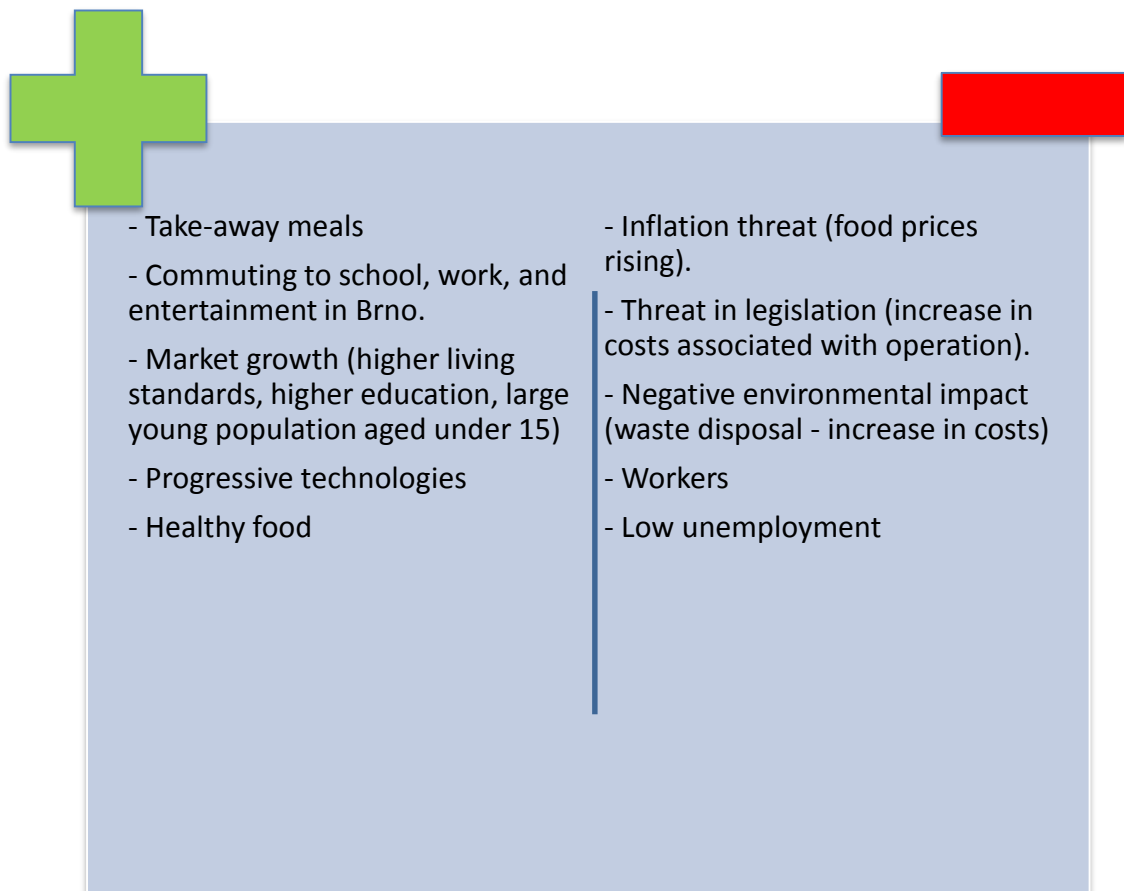 - Take-away meals
- Commuting to school, work, and
entertainment in Brno.
- Market growth (higher living
standards, higher education, large
young population aged under 15)
- Progressive technologies
- Healthy food
- Inflation threat (food prices
rising).
- Threat in legislation (increase in
costs associated with operation).
- Negative environmental impact
(waste disposal - increase in costs)
- Workers
- Low unemployment